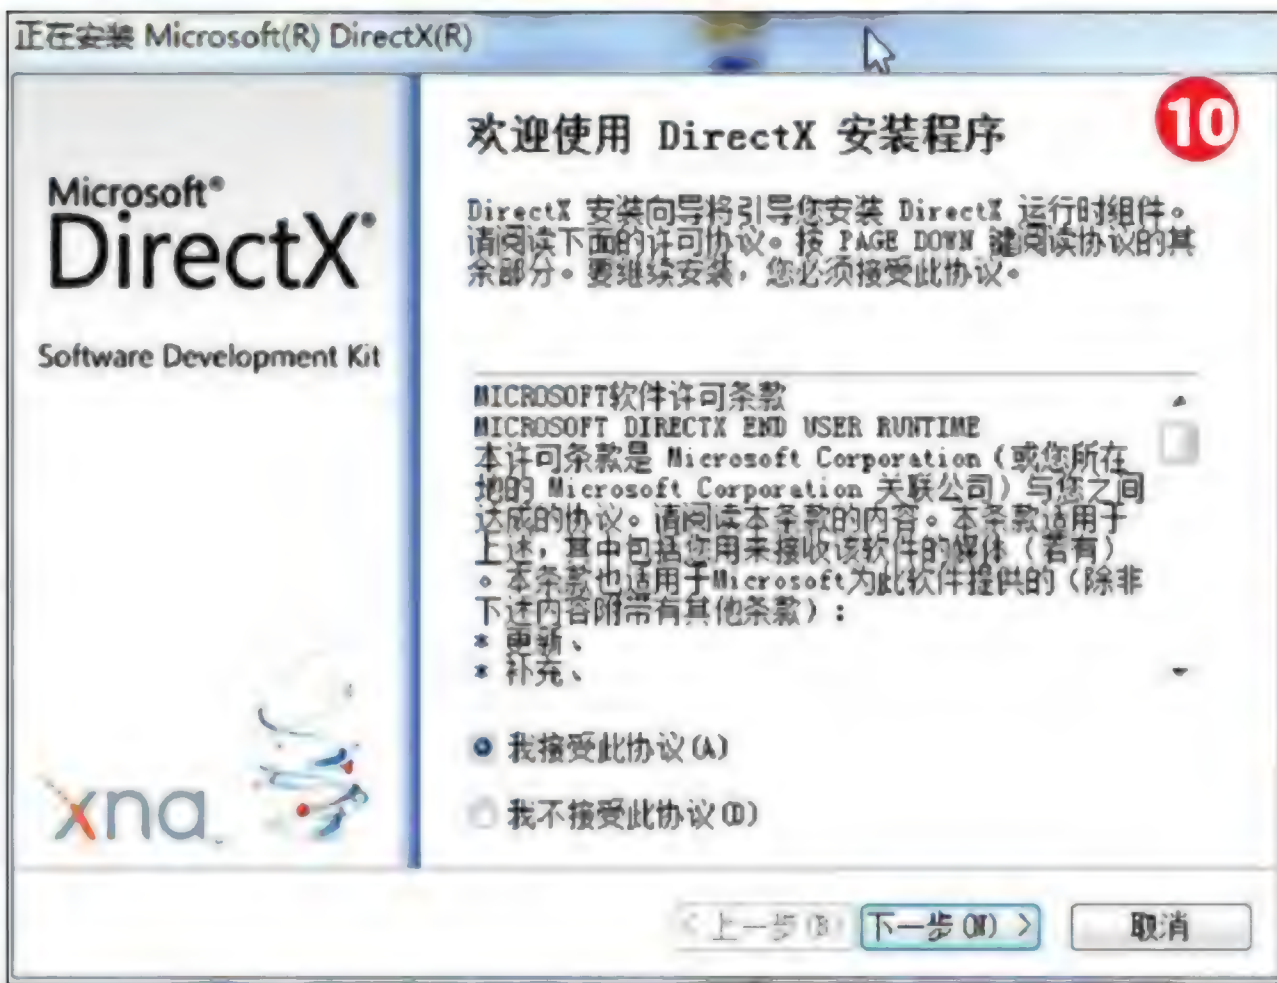 正在安装 Microsoft(R) DirectX(R)
10
欢迎使用 DirectX 安装程序
Microsoft®
DirectX®
Software Development Kit
DirectX 安装向导将引导您安装 DirectX 运行时组件。
请阅读下面的许可协议。按 PAGE DOWN 键阅读协议的其
余部分。要继续安装，您必须接受此协议。
MICROSOFT软件许可条款
MICROSOFT DIRECTX END USER RUNTIME
本许可条款是 Microsoft Corporation（或您所在
地的 Microsoft Corporation 关联公司）与您之间
达成的协议。请阅读本条款的内容。本条款适用于
上述，其中包括您用来接收该软件的媒体（若有）
。本条款也适用于Microsoft为此软件提供的（除非
下述内容附带有其他条款）：
* 更新、
* 补充、
我接受此协议(A)
我不接受此协议(D)
xna
< 上一步(B)
下一步(N) >
取消